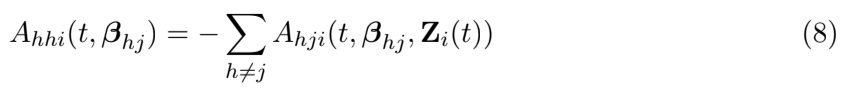 $A_{hhi}(t, \boldsymbol{\beta}_{hj}) = -\sum_{h \neq j} A_{hji}(t, \boldsymbol{\beta}_{hj}, \mathbf{Z}_i(t))$ (8)